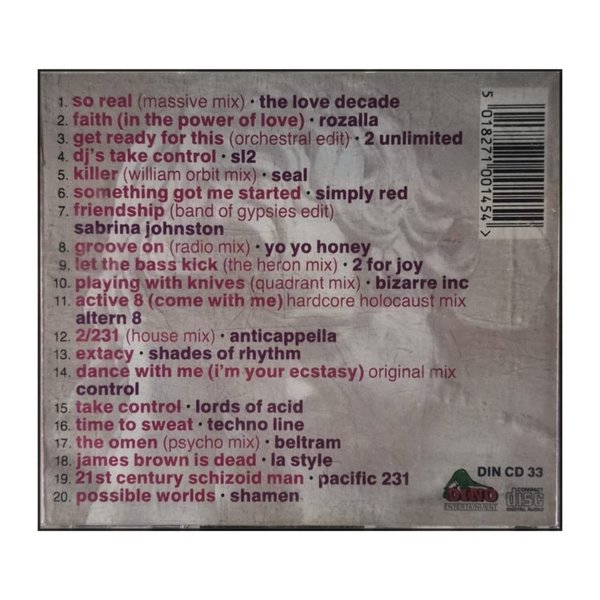 1. so real (massive mix) · the love decade
2. faith (in the power of love) · rozalla
3. get ready for this (orchestral edit) · 2 unlimited
4. dj's take control · sl2
5. killer (william orbit mix) · seal
6. something got me started · simply red
7. friendship (band of gypsies edit)
sabrina johnston
8. groove on (radio mix) · yo yo honey
9. let the bass kick (the heron mix) · 2 for joy
10. playing with knives (quadrant mix) · bizarre inc
11. active 8 (come with me) hardcore holocaust mix
altern 8
12. 2/231 (house mix) · anticappella
13. extacy · shades of rhythm
14. dance with me (i'm your ecstasy) original mix
control
15. take control · lords of acid
16. time to sweat · techno line
17. the omen (psycho mix) · beltram
18. james brown is dead · la style
19. 21st century schizoid man · pacific 231
20. possible worlds · shamen
5 018271 001454 >
DIN CD 33
DINO
ENTERTAINMENT
COMPACT
disc
DIGITAL AUDIO